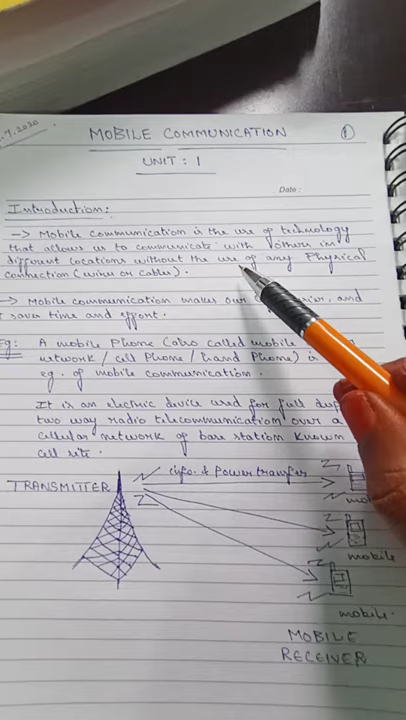 .7.2020
MOBILE COMMUNICATION
1
UNIT : 1
Date :
Introduction:
→ Mobile communication is the use of technology
that allows us to communicate with others in
different locations without the use of any Physical
connection (wires or cables).
→ Mobile communication makes our and
save time and effort.
Eg: A mobile Phone (also called mobile
network / cell Phone / hand Phone) is
eg. of mobile communication.
It is an electric device used for full
two way radio telecommunication over a
cellular network of base station known
cell site.
info. & power transfer
TRANSMITTER
mobile
mobile.
MOBILE
RECEIVER